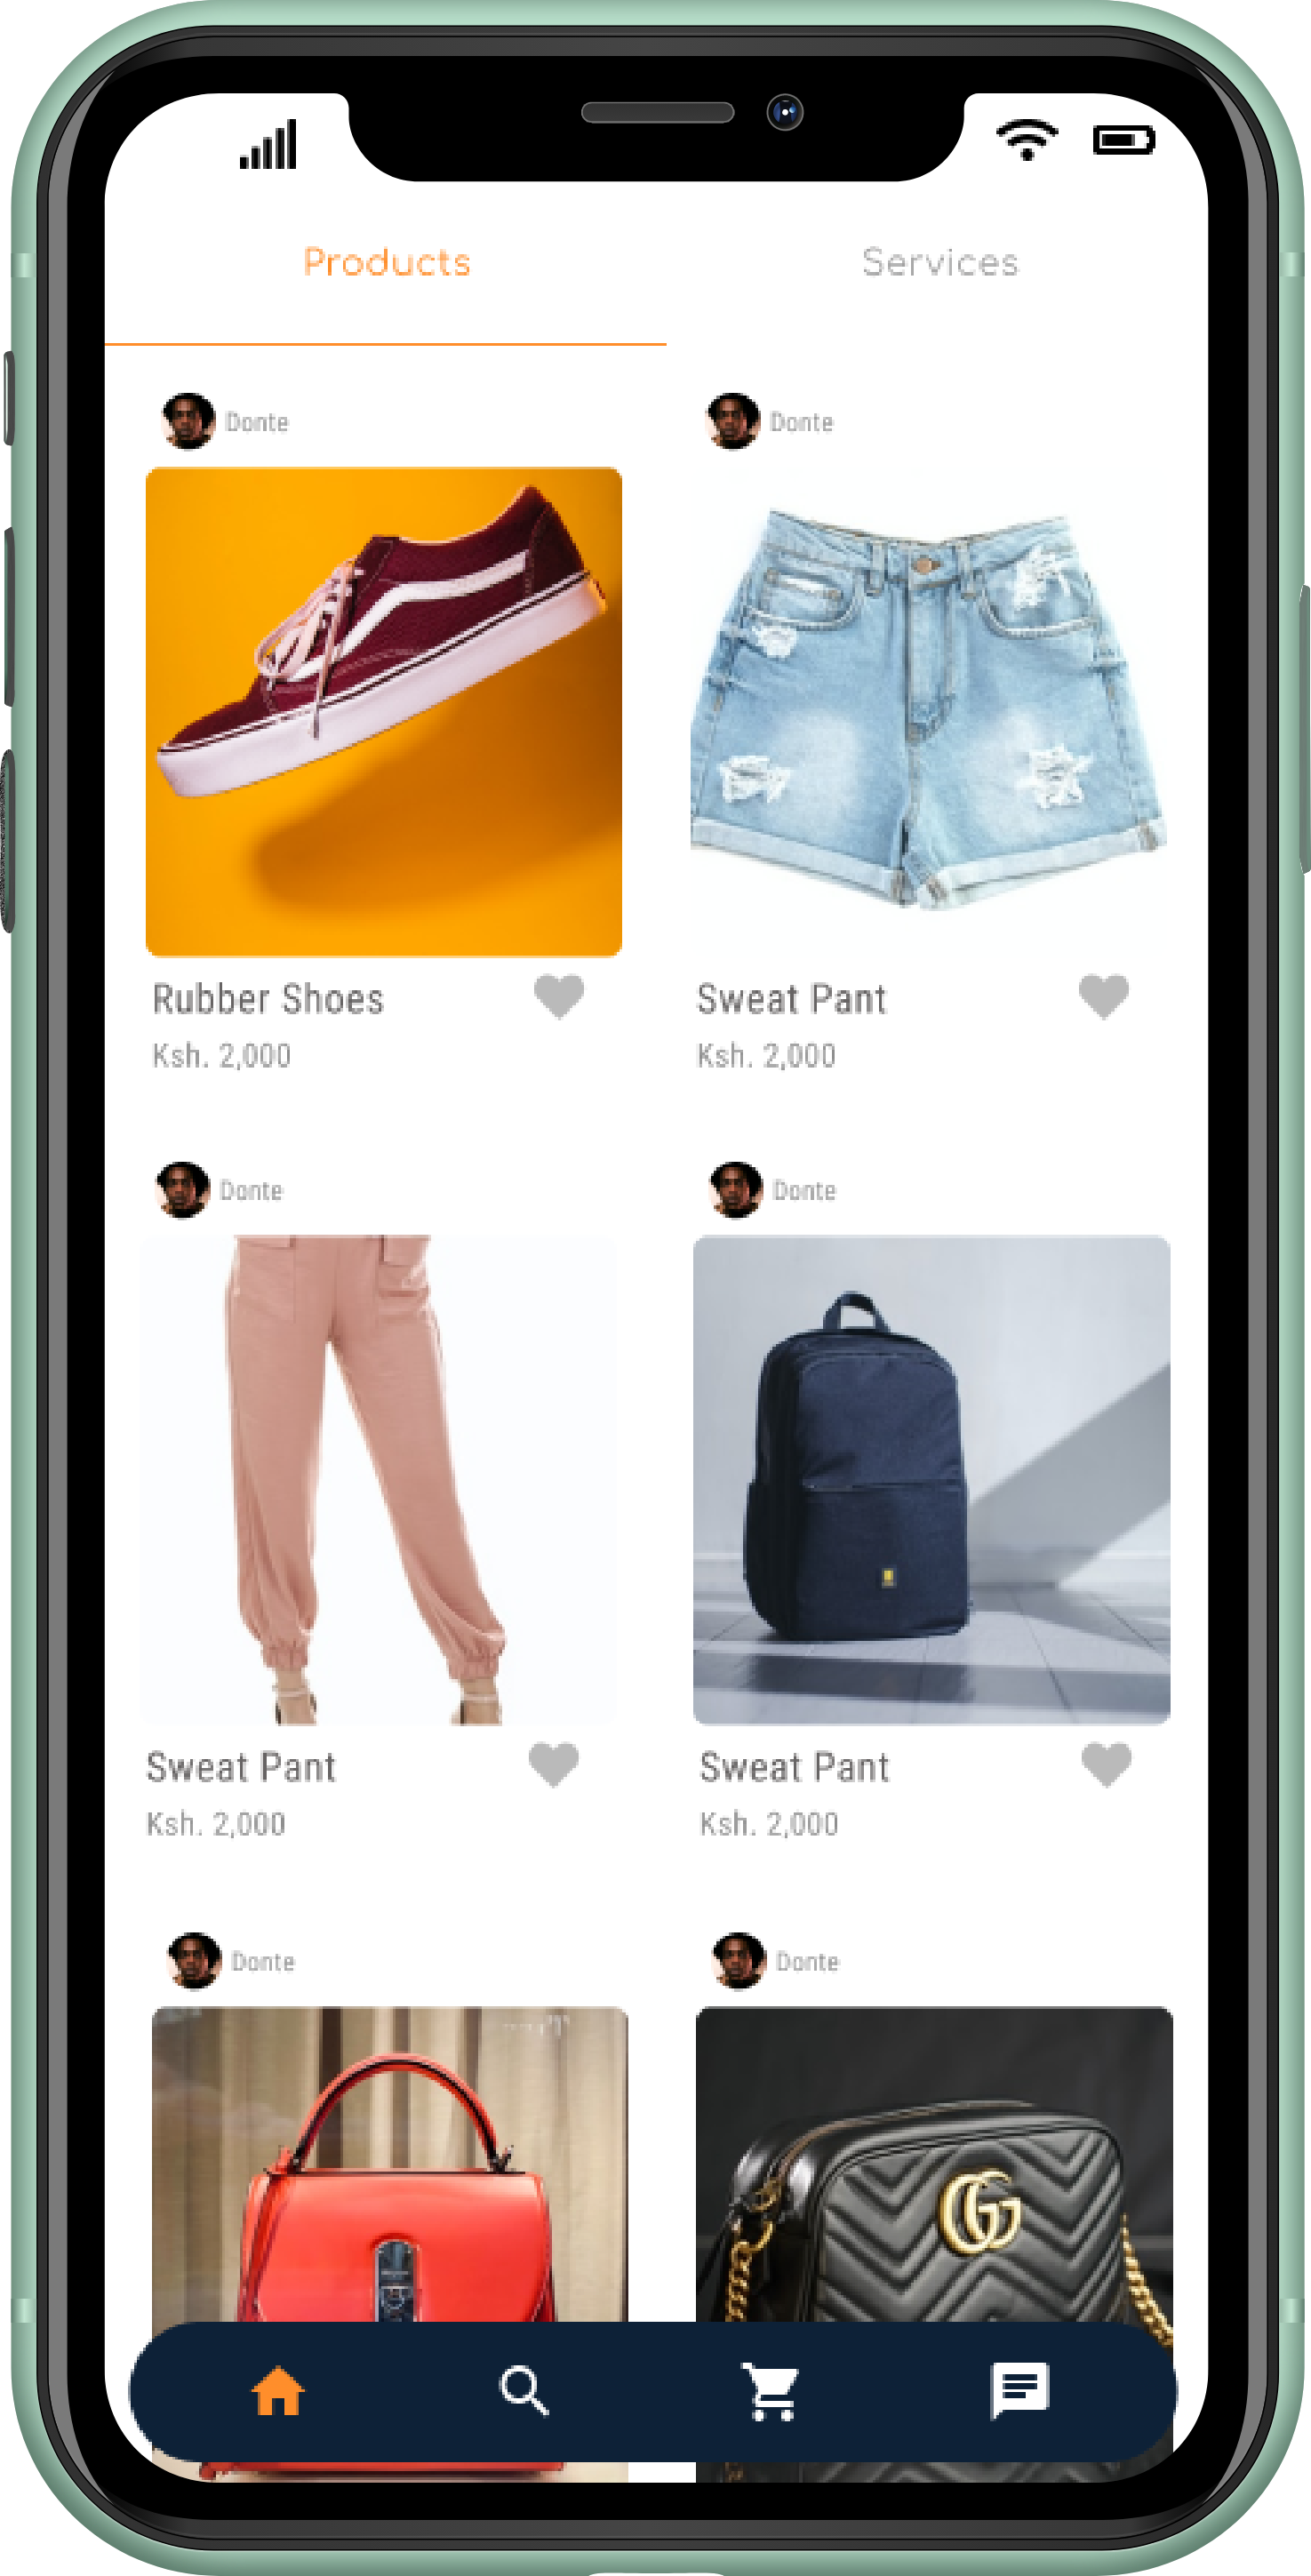 Products
Services
Donte
Donte
Rubber Shoes
Ksh. 2,000
Sweat Pant
Ksh. 2,000
Donte
Donte
Sweat Pant
Ksh. 2,000
Sweat Pant
Ksh. 2,000
Donte
Donte
GG